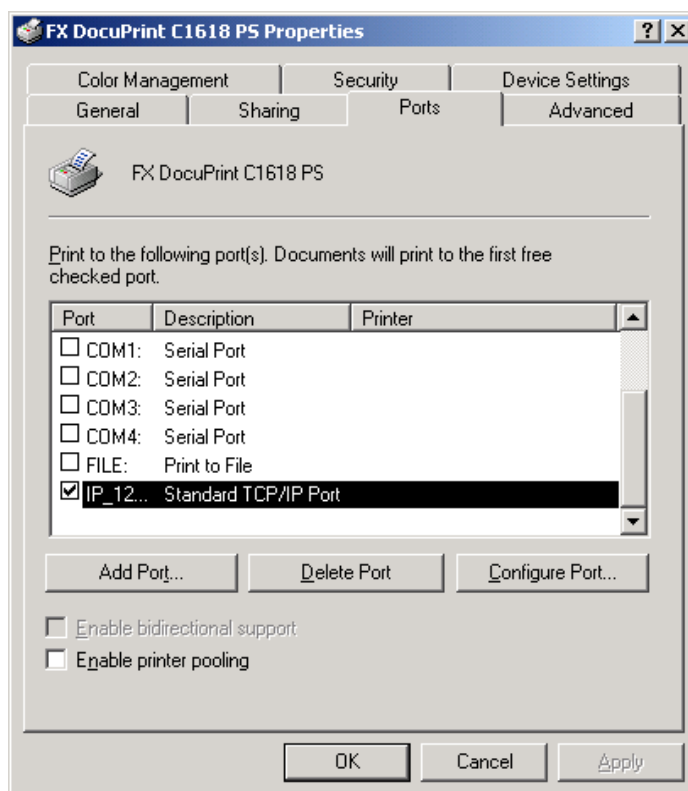 FX DocuPrint C1618 PS Properties
Color Management Security Device Settings
General Sharing Ports Advanced
FX DocuPrint C1618 PS
Print to the following port(s). Documents will print to the first free
checked port.
Port Description Printer
COM1: Serial Port
COM2: Serial Port
COM3: Serial Port
COM4: Serial Port
FILE: Print to File
IP_12... Standard TCP/IP Port
Add Port... Delete Port Configure Port...
Enable bidirectional support
Enable printer pooling
OK Cancel Apply